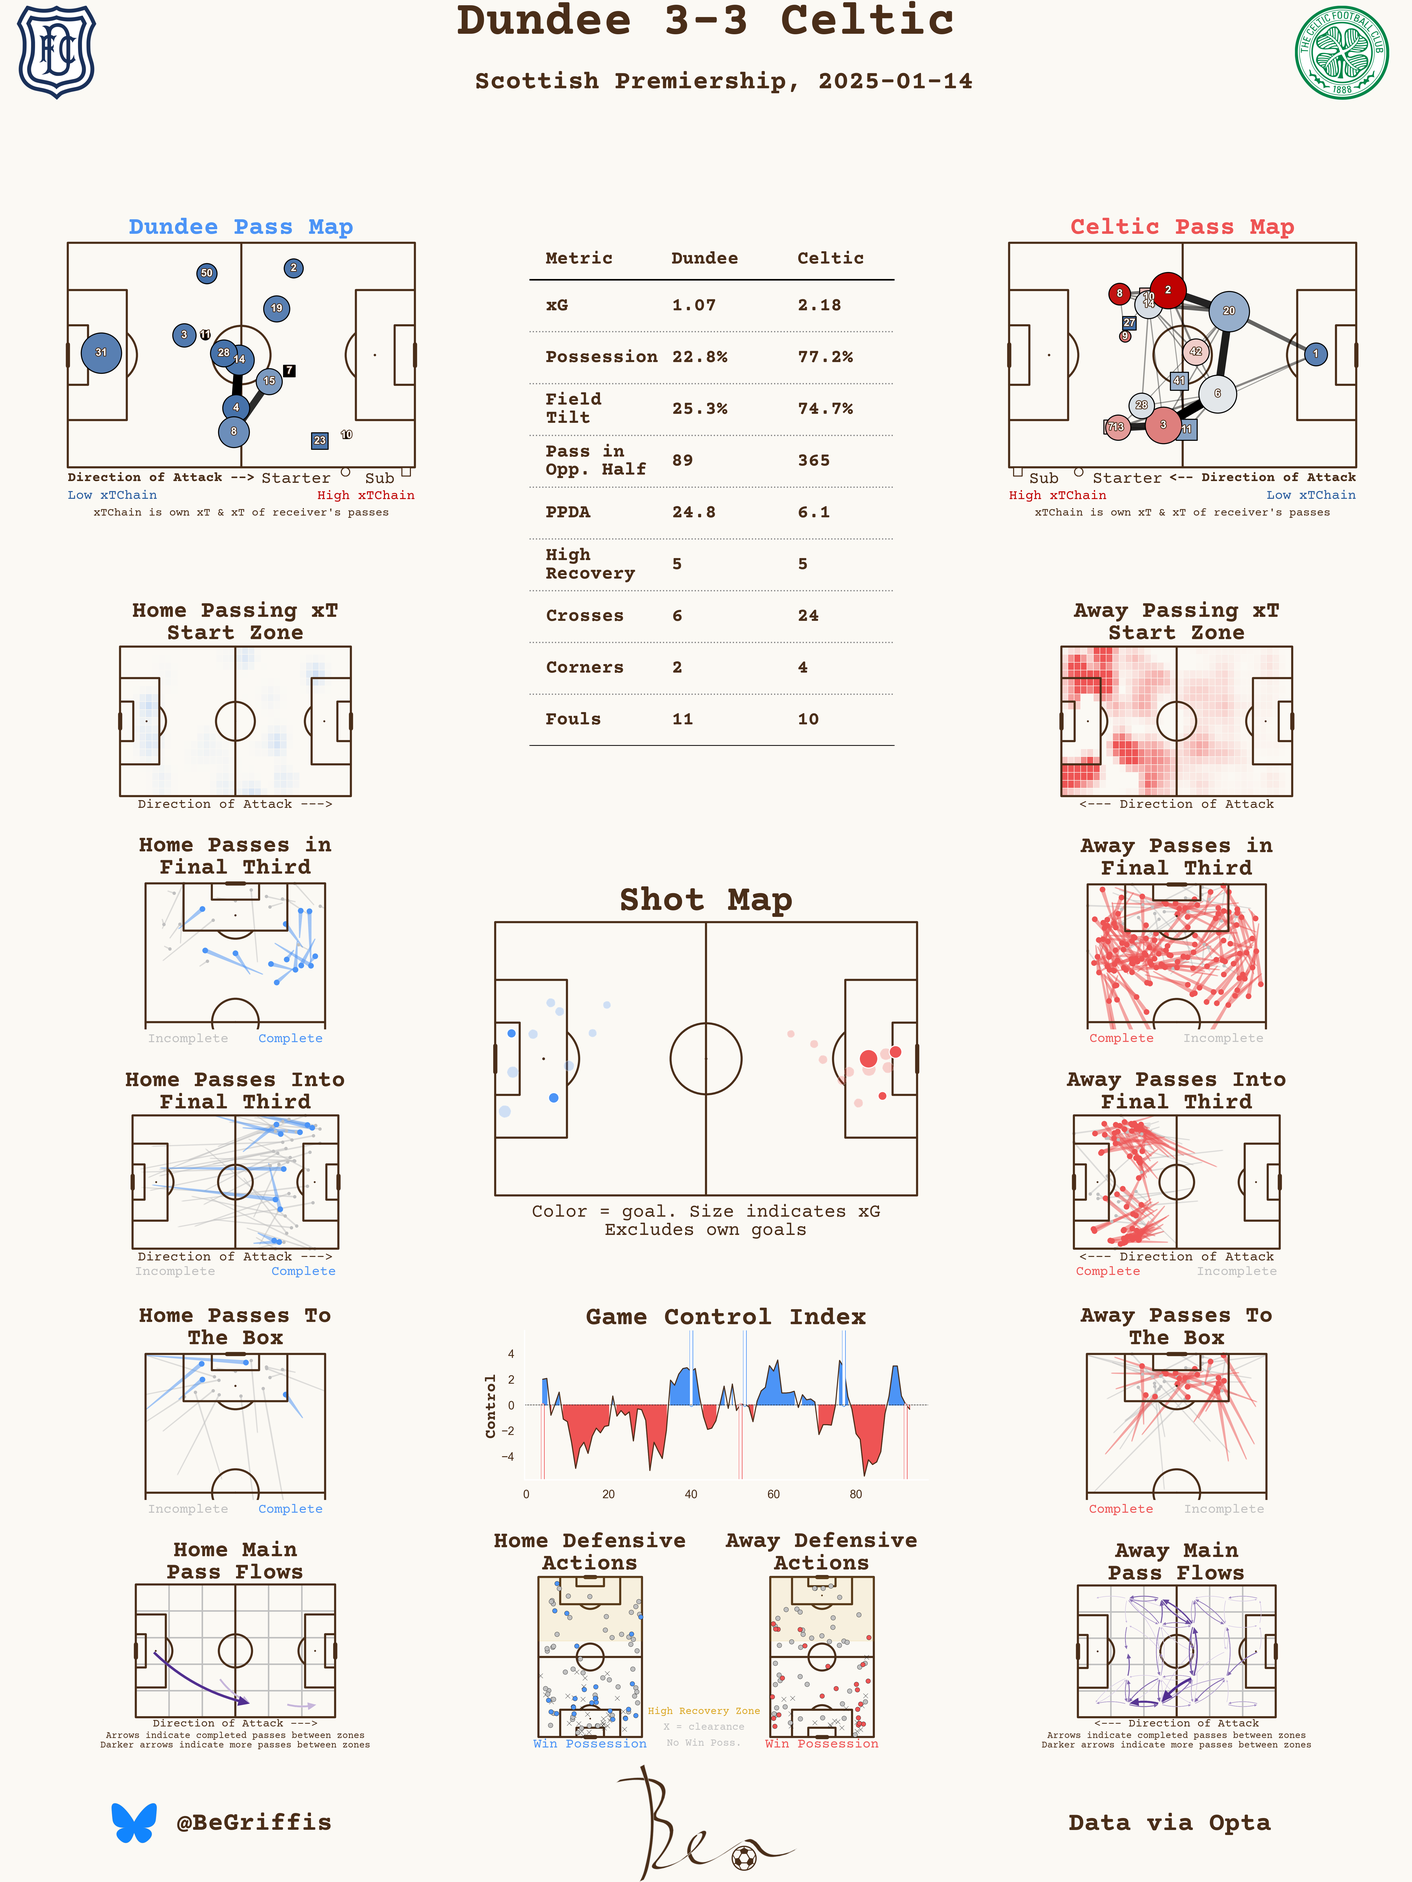 Dundee 3-3 Celtic
Scottish Premiership, 2025-01-14
THE CELTIC FOOTBALL CLUB
1888
Dundee Pass Map
50
2
19
3
11
31
28
14
7
15
4
8
23
10
Direction of Attack --> Starter Sub
Low xTChain High xTChain
xTChain is own xT & xT of receiver's passes
Metric Dundee Celtic
xG 1.07 2.18
Possession 22.8% 77.2%
Field
Tilt 25.3% 74.7%
Pass in
Opp. Half 89 365
PPDA 24.8 6.1
High
Recovery 5 5
Crosses 6 24
Corners 2 4
Fouls 11 10
Celtic Pass Map
8
10
14
2
20
27
9
42
1
41
6
28
7
13
3
11
Sub Starter <-- Direction of Attack
High xTChain Low xTChain
xTChain is own xT & xT of receiver's passes
Home Passing xT
Start Zone
Direction of Attack --->
Away Passing xT
Start Zone
<--- Direction of Attack
Home Passes in
Final Third
Incomplete Complete
Away Passes in
Final Third
Complete Incomplete
Shot Map
Color = goal. Size indicates xG
Excludes own goals
Home Passes Into
Final Third
Direction of Attack --->
Incomplete Complete
Away Passes Into
Final Third
<--- Direction of Attack
Complete Incomplete
Home Passes To
The Box
Incomplete Complete
Game Control Index
Control
4
2
0
−2
−4
0 20 40 60 80
Away Passes To
The Box
Complete Incomplete
Home Main
Pass Flows
Direction of Attack --->
Arrows indicate completed passes between zones
Darker arrows indicate more passes between zones
Home Defensive
Actions
Win Possession
High Recovery Zone
X = clearance
No Win Poss.
Away Defensive
Actions
Win Possession
Away Main
Pass Flows
<--- Direction of Attack
Arrows indicate completed passes between zones
Darker arrows indicate more passes between zones
@BeGriffis
Ben
Data via Opta